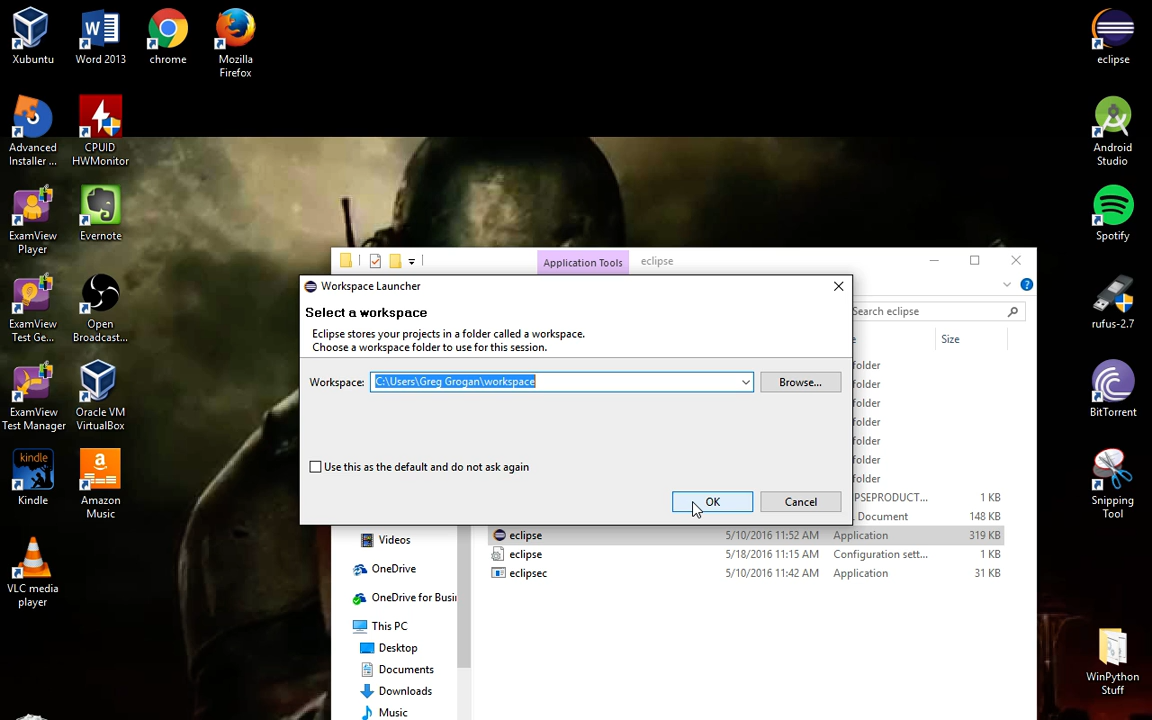 Xubuntu
Word 2013
chrome
Mozilla
Firefox
eclipse
Advanced
Installer ...
CPUID
HWMonitor
Android
Studio
ExamView
Player
Evernote
Spotify
Application Tools
eclipse
Workspace Launcher
Search eclipse
Select a workspace
Eclipse stores your projects in a folder called a workspace.
Choose a workspace folder to use for this session.
Size
Workspace:
C:\Users\Greg Grogan\workspace
Browse...
Use this as the default and do not ask again
OK
Cancel
folder
folder
folder
folder
folder
folder
folder
PSEPRODUCT...
1 KB
Document
148 KB
ExamView
Test Ge...
Open
Broadcast...
rufus-2.7
ExamView
Test Manager
Oracle VM
VirtualBox
BitTorrent
kindle
Kindle
amazon
Amazon
Music
Snipping
Tool
VLC media
player
Videos
OneDrive
OneDrive for Busi
This PC
Desktop
Documents
Downloads
Music
eclipse
5/10/2016 11:52 AM
Application
319 KB
eclipse
5/18/2016 11:15 AM
Configuration sett...
1 KB
eclipsec
5/10/2016 11:42 AM
Application
31 KB
WinPython
Stuff